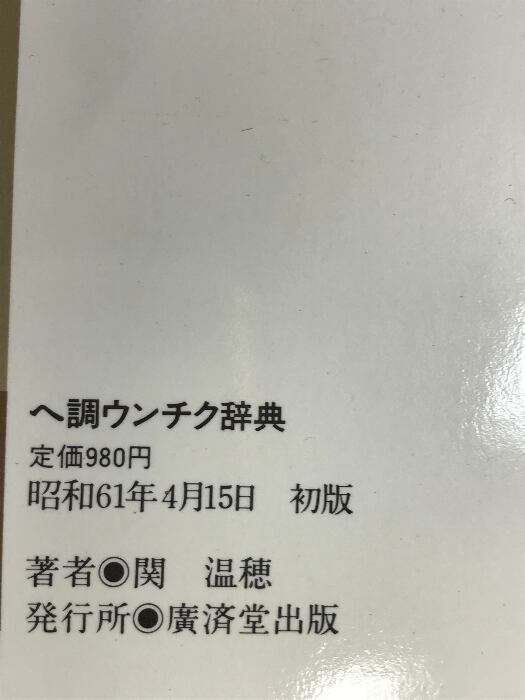 へ調ウンチク辞典
定価980円
昭和61年4月15日　初版
著者◉関　温穂
発行所◉廣済堂出版